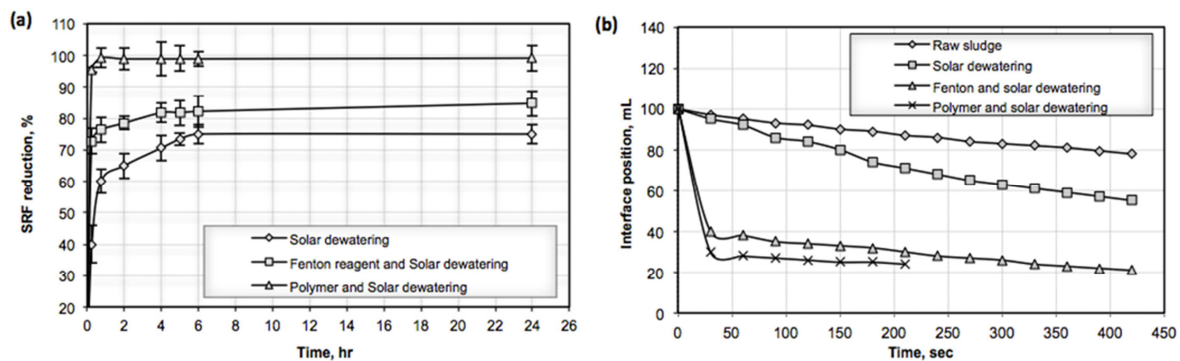 (a)
110
100
90
80
70
60
50
40
30
20
SRF reduction, %
0 2 4 6 8 10 12 14 16 18 20 22 24 26
Time, hr
Solar dewatering
Fenton reagent and Solar dewatering
Polymer and Solar dewatering
(b)
140
120
100
80
60
40
20
0
Interface position, mL
0 50 100 150 200 250 300 350 400 450
Time, sec
Raw sludge
Solar dewatering
Fenton and solar dewatering
Polymer and solar dewatering